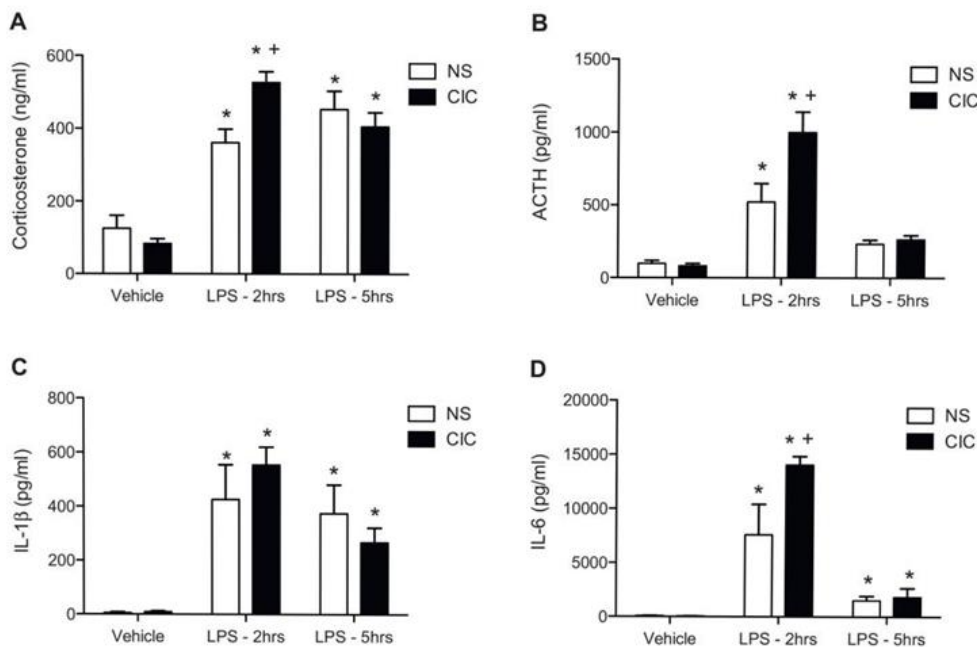 A
Corticosterone (ng/ml)
600
400
200
0
*
* +
*
*
NS
CIC
Vehicle
LPS - 2hrs
LPS - 5hrs
B
ACTH (pg/ml)
1500
1000
500
0
*
* +
NS
CIC
Vehicle
LPS - 2hrs
LPS - 5hrs
C
IL-1β (pg/ml)
800
600
400
200
0
*
*
*
*
NS
CIC
Vehicle
LPS - 2hrs
LPS - 5hrs
D
IL-6 (pg/ml)
20000
15000
10000
5000
0
*
* +
*
*
NS
CIC
Vehicle
LPS - 2hrs
LPS - 5hrs